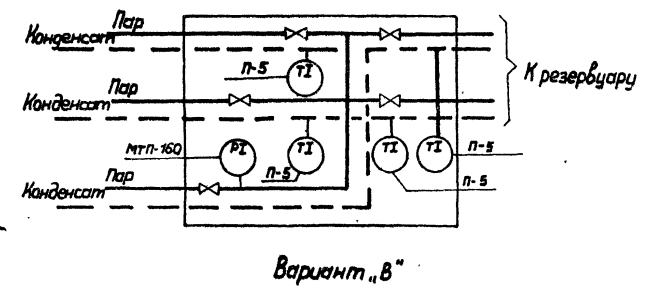 Пар
Конденсат
П-5
TI
К резервуару
Пар
Конденсат
МТП-160
PI
TI
TI
TI
П-5
П-5
П-5
Пар
Конденсат
Вариант „В"